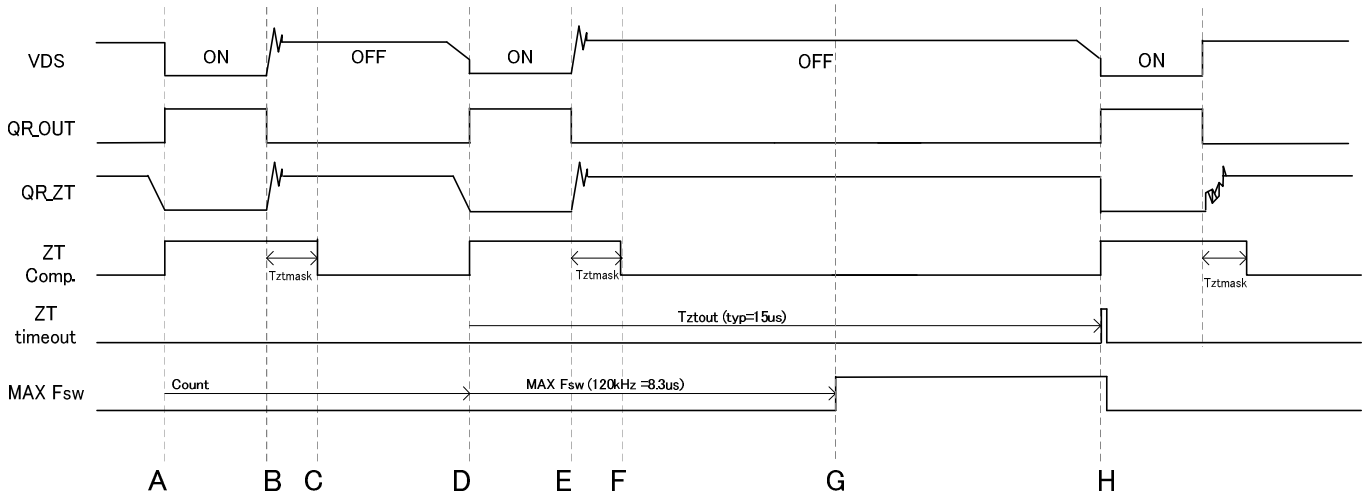 VDS
ON
OFF
ON
OFF
ON
QR_OUT
QR_ZT
ZT
Comp.
Tztmask
Tztmask
Tztmask
ZT
timeout
Tztout (typ=15us)
MAX Fsw
Count
MAX Fsw (120kHz =8.3us)
A B C D E F G H